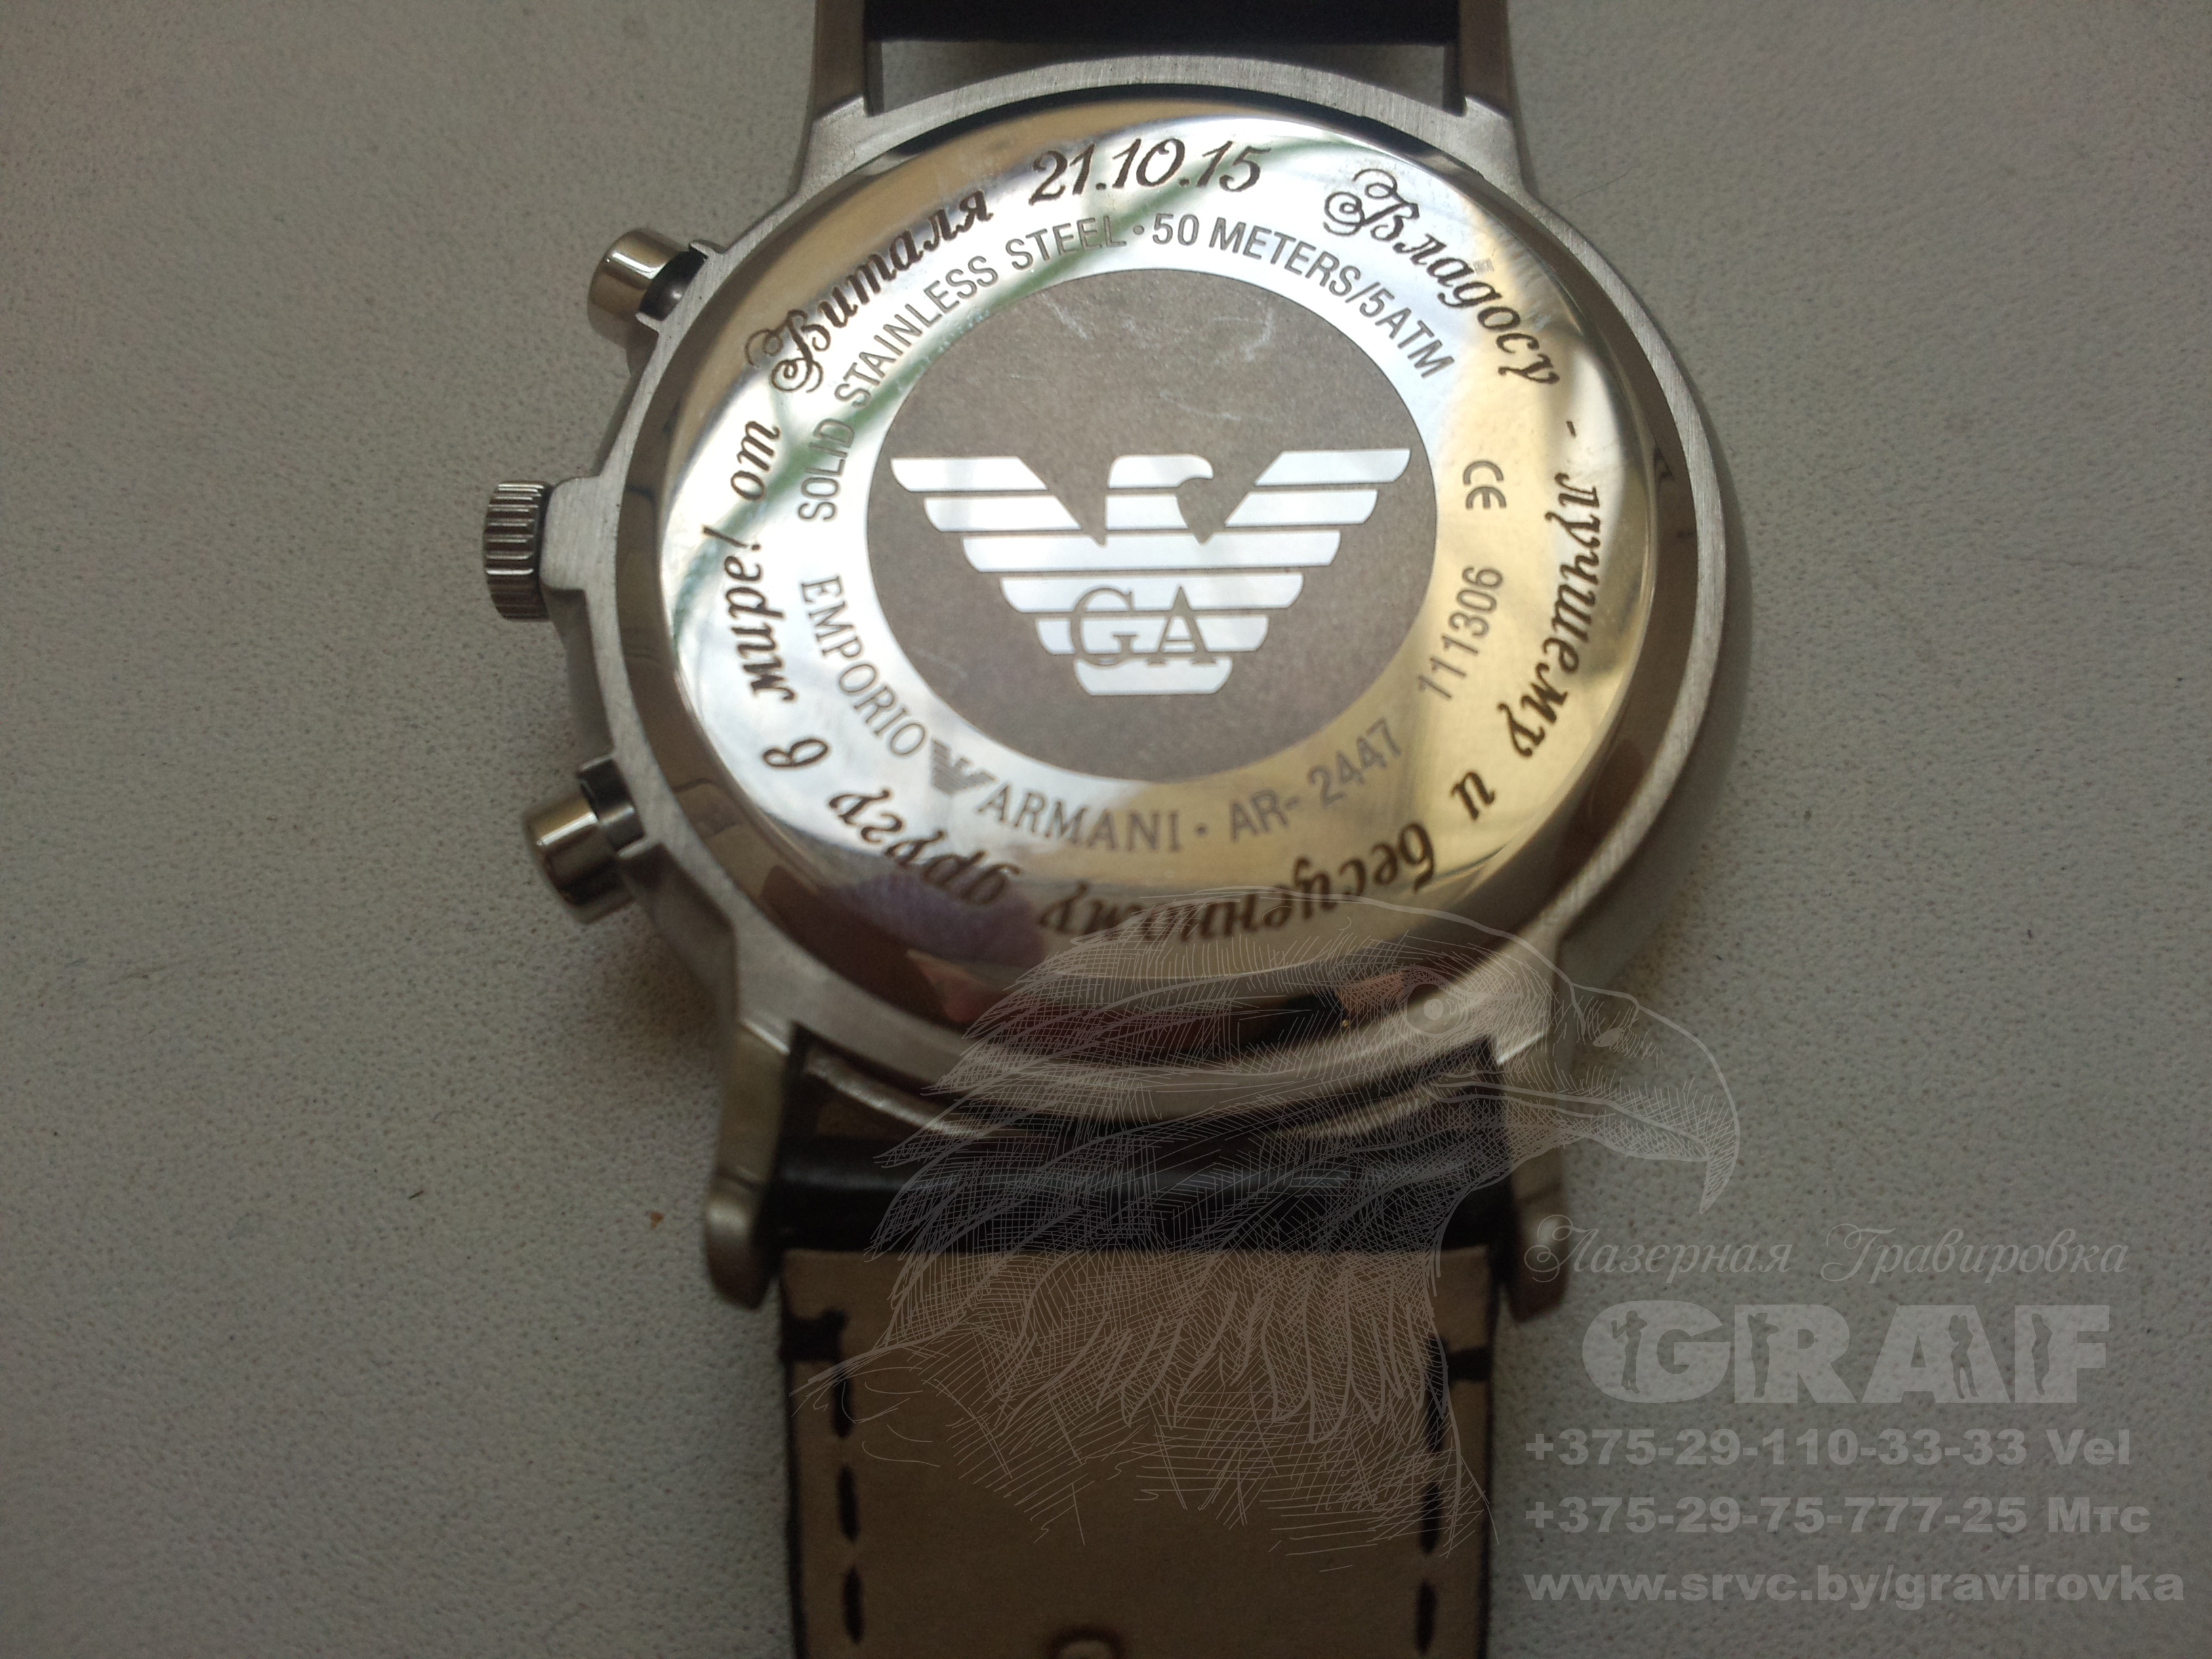 Владосу - лучшему и бесценному другу в мире! от Виталя 21.10.15
SOLID STAINLESS STEEL · 50 METERS/5ATM
CE
111306
EMPORIO ARMANI · AR-2447
GA
Лазерная Гравировка
GRAF
+375-29-110-33-33 Vel
+375-29-75-777-25 Мтс
www.srvc.by/gravirovka